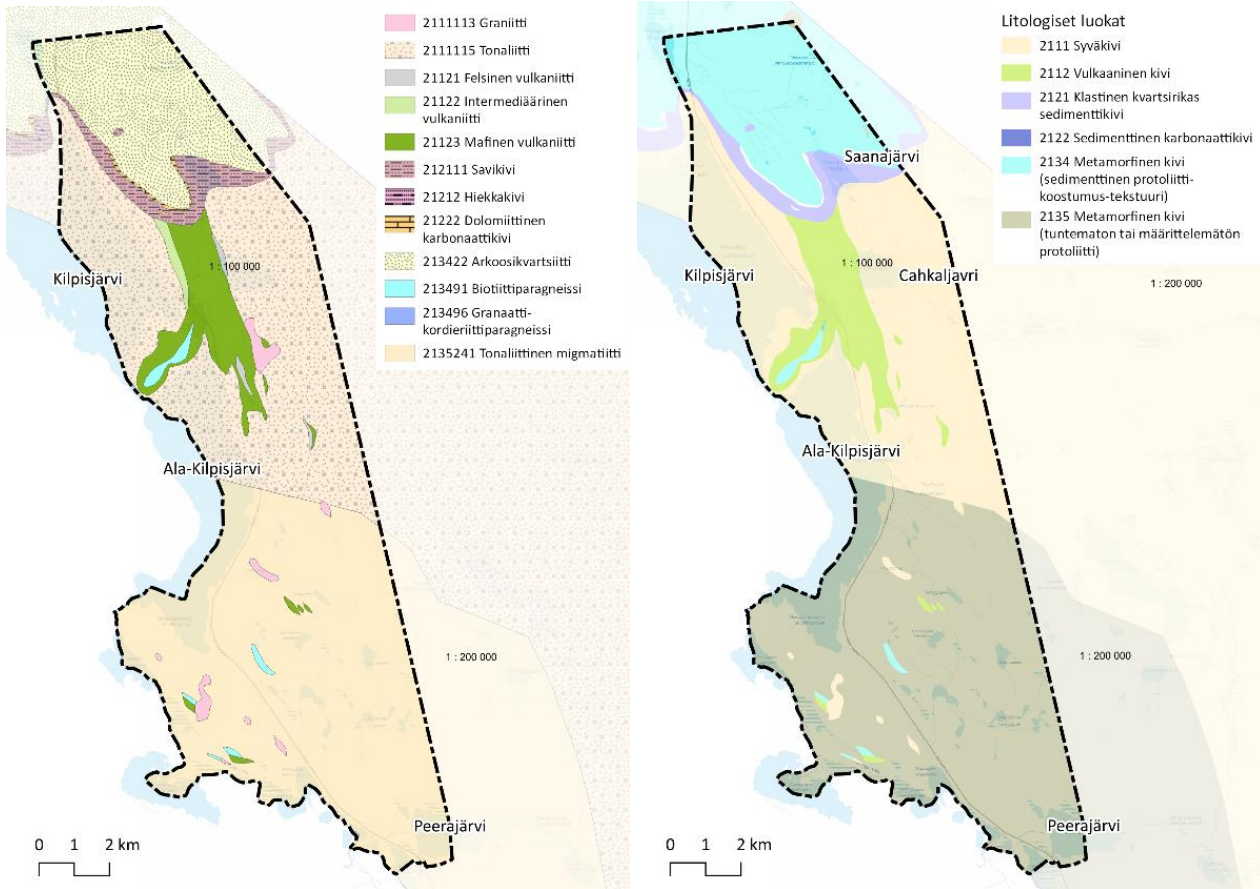 2111113 Graniitti
2111115 Tonaliitti
21121 Felsinen vulkaniitti
21122 Intermediäärinen
vulkaniitti
21123 Mafinen vulkaniitti
212111 Savikivi
21212 Hiekkakivi
21222 Dolomiittinen
karbonaattikivi
213422 Arkoosikvartsiitti
213491 Biotiittiparagneissi
213496 Granaatti-
kordieriittiparagneissi
2135241 Tonaliittinen migmatiitti
1 : 100 000
Kilpisjärvi
Ala-Kilpisjärvi
1 : 200 000
Peerajärvi
0 1 2 km
Litologiset luokat
2111 Syväkivi
2112 Vulkaaninen kivi
2121 Klastinen kvartsirikas
sedimenttikivi
2122 Sedimenttinen karbonaattikivi
2134 Metamorfinen kivi
(sedimenttinen protoliitti-
koostumus-tekstuuri)
2135 Metamorfinen kivi
(tuntematon tai määrittelemätön
protoliitti)
Saanajärvi
1 : 100 000
Kilpisjärvi
Cahkaljavri
1 : 200 000
Ala-Kilpisjärvi
1 : 200 000
Peerajärvi
0 1 2 km